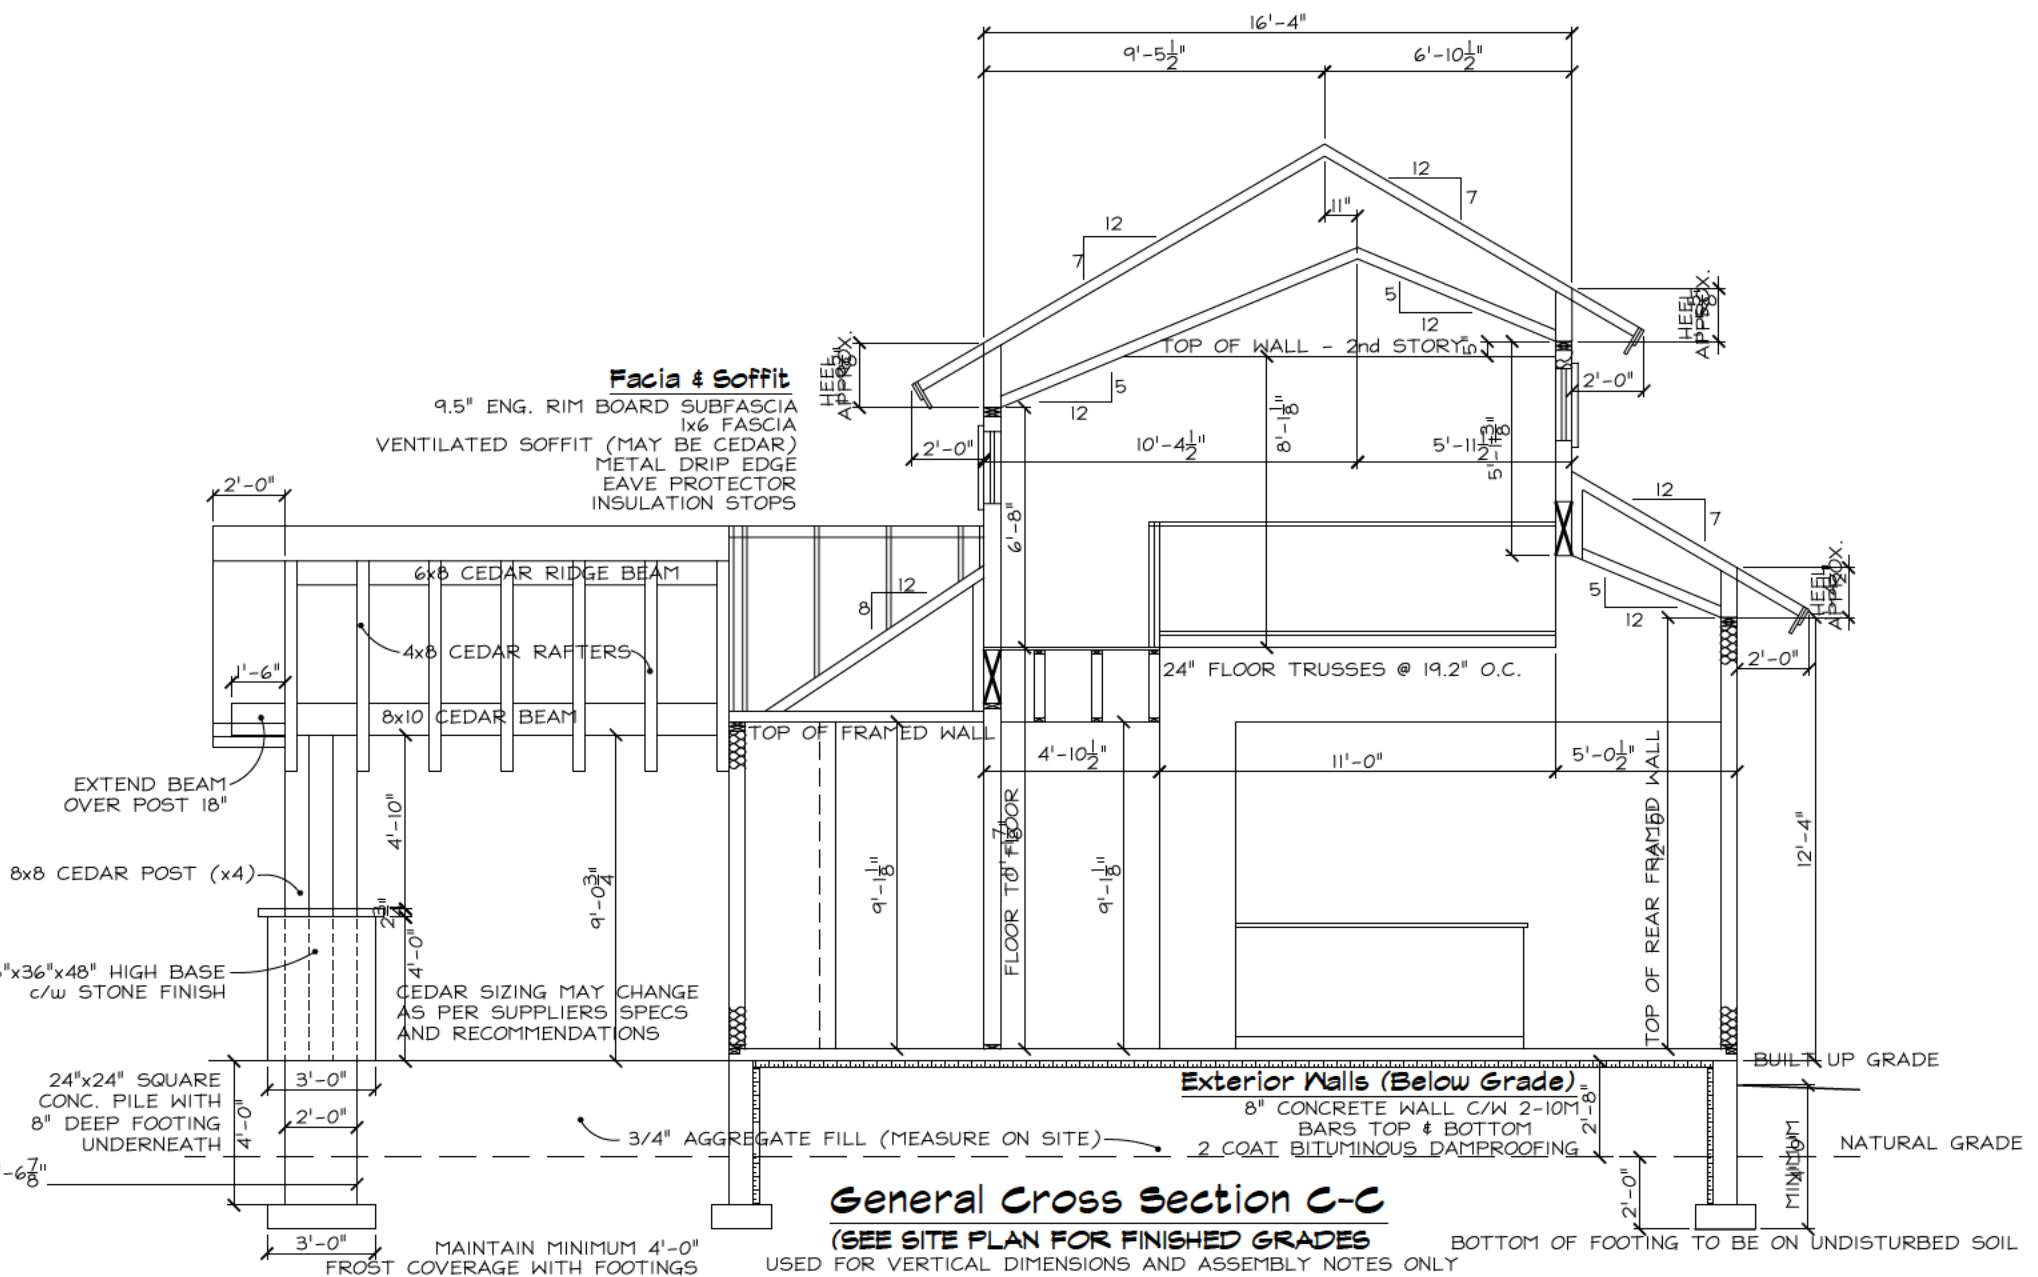 16'-4"
9'-5½"
6'-10½"
12
7
11"
12
7
5
12
TOP OF WALL - 2nd STORY
5"
HEEL
APPROX.
HEEL
APPROX.
Facia & Soffit
9.5" ENG. RIM BOARD SUBFASCIA
1x6 FASCIA
VENTILATED SOFFIT (MAY BE CEDAR)
METAL DRIP EDGE
EAVE PROTECTOR
INSULATION STOPS
5
12
2'-0"
2'-0"
10'-4½"
8'-1⅛"
5'-11½"
2'-0"
6'-8"
12
7
6x8 CEDAR RIDGE BEAM
8
12
5
12
HEEL
APPROX.
4x8 CEDAR RAFTERS
24" FLOOR TRUSSES @ 19.2" O.C.
2'-0"
1'-6"
8x10 CEDAR BEAM
TOP OF FRAMED WALL
4'-10½"
11'-0"
5'-0½"
EXTEND BEAM
OVER POST 18"
4'-10"
8x8 CEDAR POST (x4)
9'-0¾"
9'-1⅛"
FLOOR TO FLOOR
9'-1⅛"
TOP OF REAR FRAMED WALL
12'-4"
2¾"
4'-0"
"x36"x48" HIGH BASE
c/w STONE FINISH
CEDAR SIZING MAY CHANGE
AS PER SUPPLIERS SPECS
AND RECOMMENDATIONS
BUILT UP GRADE
24"x24" SQUARE
CONC. PILE WITH
8" DEEP FOOTING
UNDERNEATH
4'-0"
3'-0"
2'-0"
Exterior Walls (Below Grade)
8" CONCRETE WALL C/W 2-10M
BARS TOP & BOTTOM
2 COAT BITUMINOUS DAMPROOFING
2'-8"
3/4" AGGREGATE FILL (MEASURE ON SITE)
NATURAL GRADE
MINIMUM
'-6⅞"
2'-0"
General Cross Section C-C
(SEE SITE PLAN FOR FINISHED GRADES
USED FOR VERTICAL DIMENSIONS AND ASSEMBLY NOTES ONLY
3'-0"
MAINTAIN MINIMUM 4'-0"
FROST COVERAGE WITH FOOTINGS
BOTTOM OF FOOTING TO BE ON UNDISTURBED SOIL